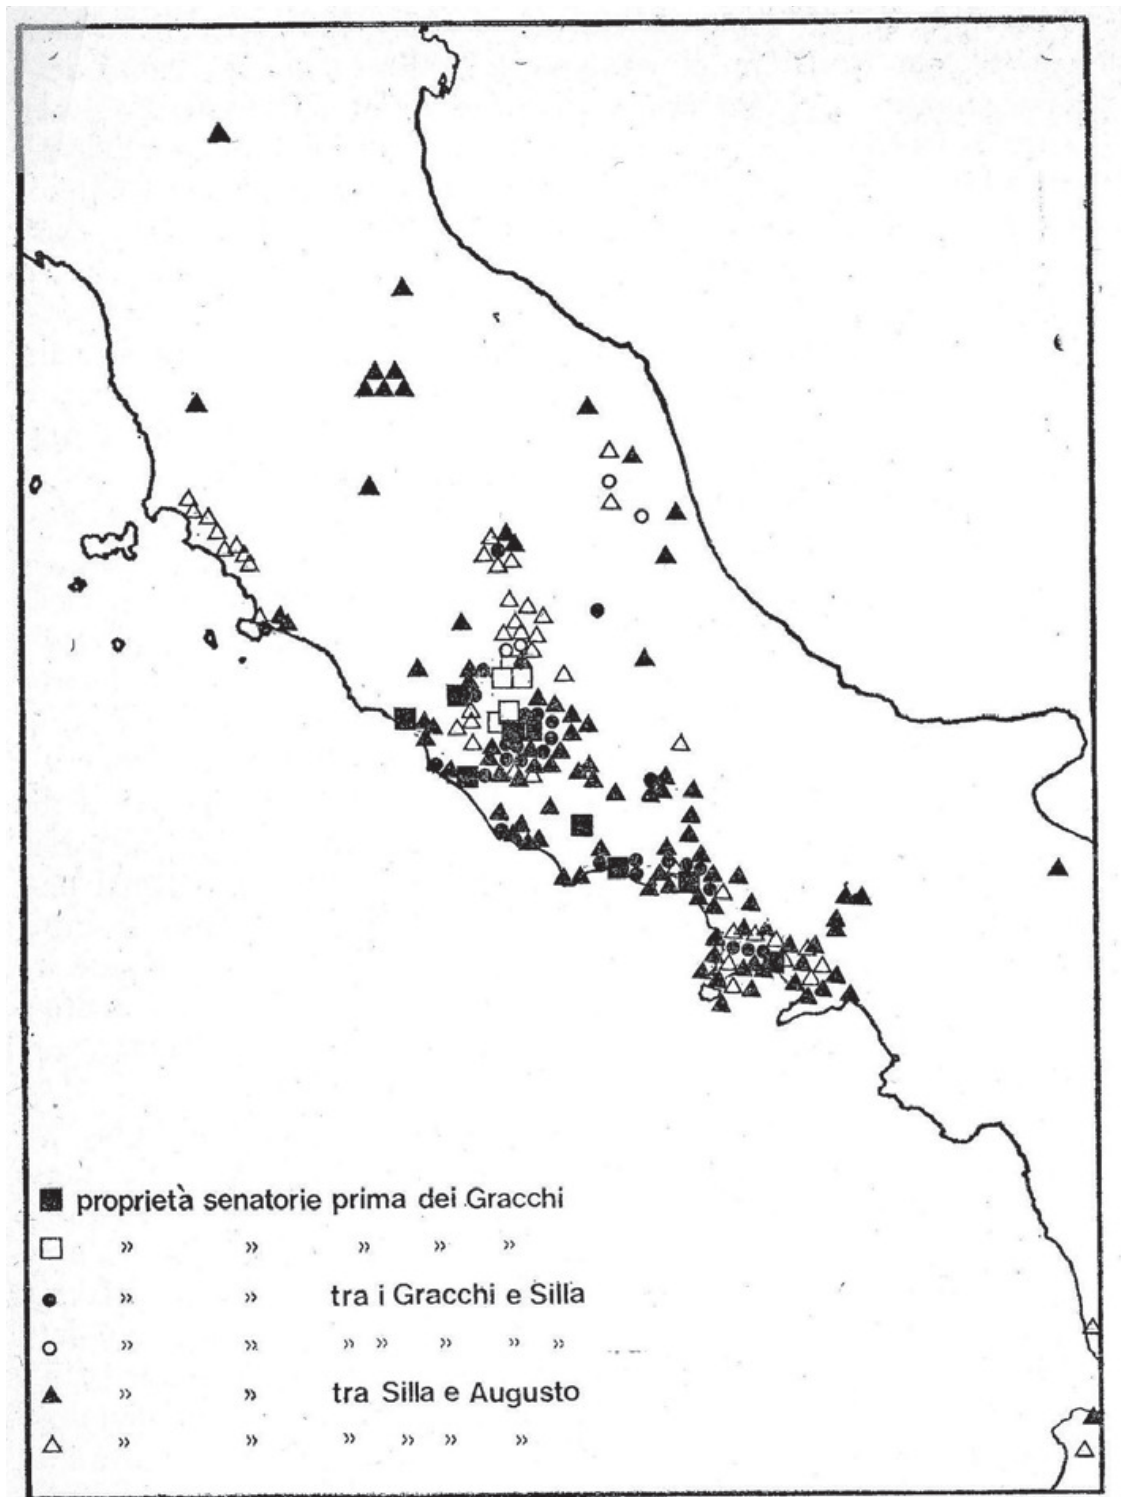 proprietà senatorie prima dei Gracchi
» » » » »
» » tra i Gracchi e Silla
» » » » » » »
» » tra Silla e Augusto
» » » » » »